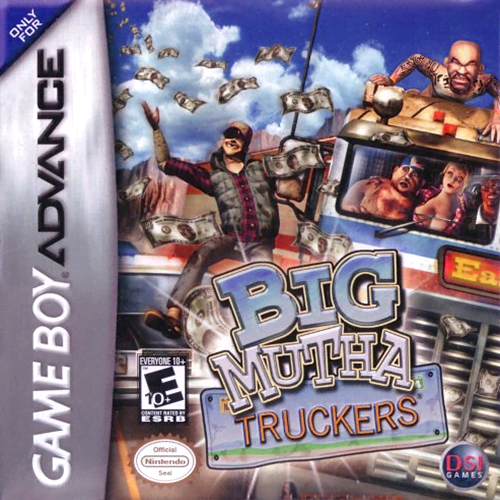 ONLY
FOR
GAME BOY ADVANCE
Ea
BIG
MUTHA
TRUCKERS
EVERYONE 10+
E
10+
CONTENT RATED BY
ESRB
Official
Nintendo
Seal
DSI
GAMES